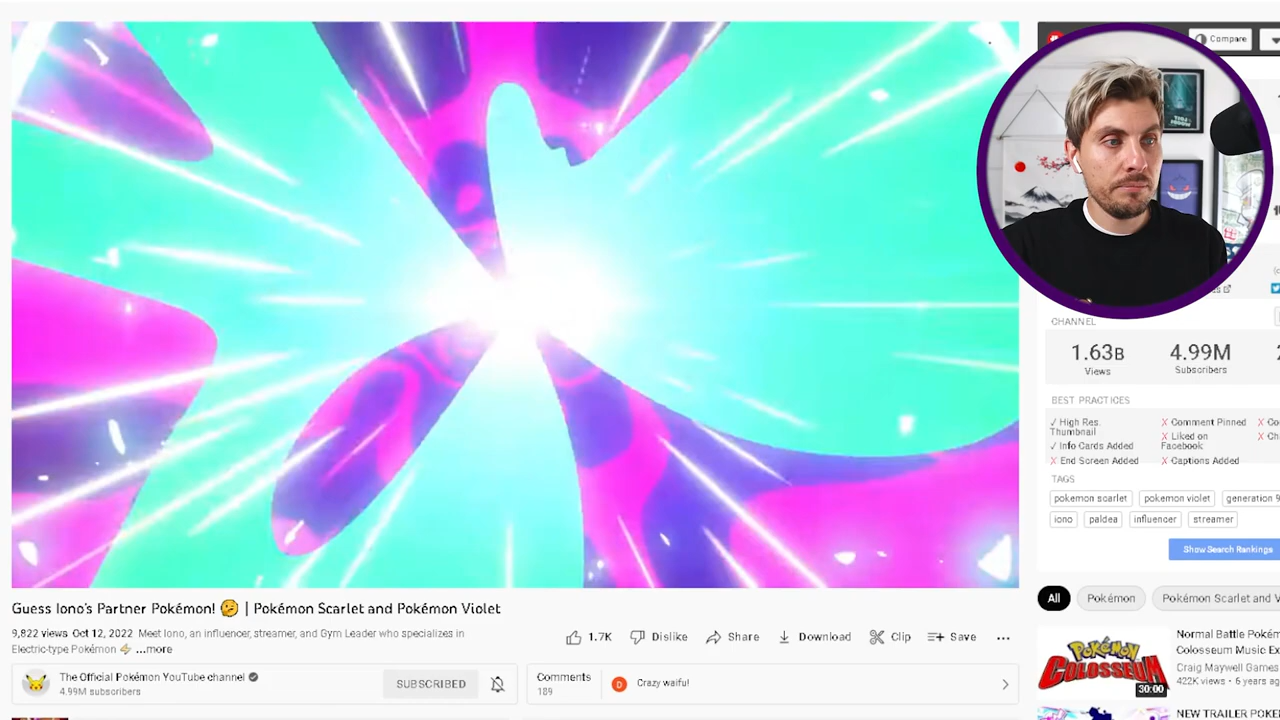 Compare
CHANNEL
1.63B
4.99M
Views
Subscribers
BEST PRACTICES
✓ High Res. Thumbnail
✓ Info Cards Added
X End Screen Added
X Comment Pinned
X Liked on Facebook
X Captions Added
TAGS
pokemon scarlet
pokemon violet
generation 9
iono
paldea
influencer
streamer
Show Search Rankings
Guess Iono's Partner Pokémon! 🤔 | Pokémon Scarlet and Pokémon Violet
9,822 views Oct 12, 2022 Meet Iono, an influencer, streamer, and Gym Leader who specializes in
Electric-type Pokémon ⚡ ...more
1.7K
Dislike
Share
Download
Clip
Save
The Official Pokémon YouTube channel
4.99M subscribers
SUBSCRIBED
Comments
189
Crazy waifu!
All
Pokémon
Pokémon Scarlet and V
POKÉMON
COLOSSEUM
30:00
Normal Battle Pokém
Colosseum Music Ex
Craig Maywell Games
422K views • 6 years ag
NEW TRAILER POKE